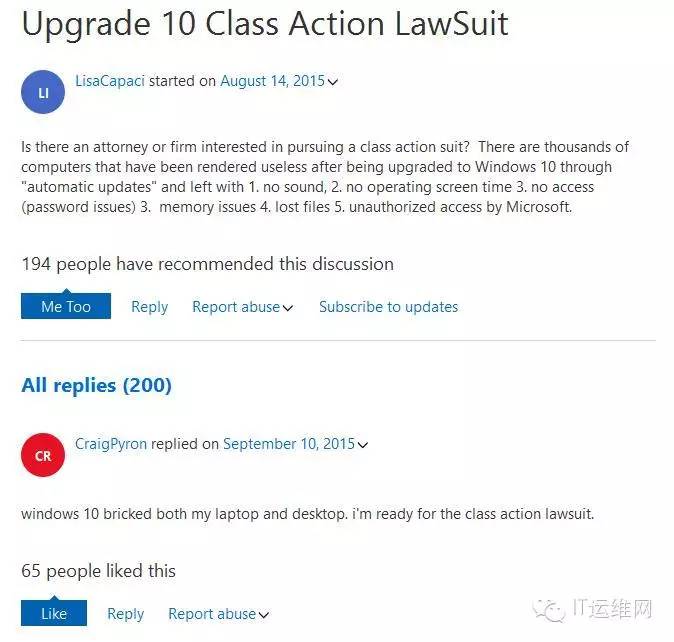 Upgrade 10 Class Action LawSuit
LI
LisaCapaci started on August 14, 2015
Is there an attorney or firm interested in pursuing a class action suit?  There are thousands of
computers that have been rendered useless after being upgraded to Windows 10 through
"automatic updates" and left with 1. no sound, 2. no operating screen time 3. no access
(password issues) 3.  memory issues 4. lost files 5. unauthorized access by Microsoft.
194 people have recommended this discussion
Me Too Reply Report abuse Subscribe to updates
All replies (200)
CR
CraigPyron replied on September 10, 2015
windows 10 bricked both my laptop and desktop. i'm ready for the class action lawsuit.
65 people liked this
Like Reply Report abuse
IT运维网